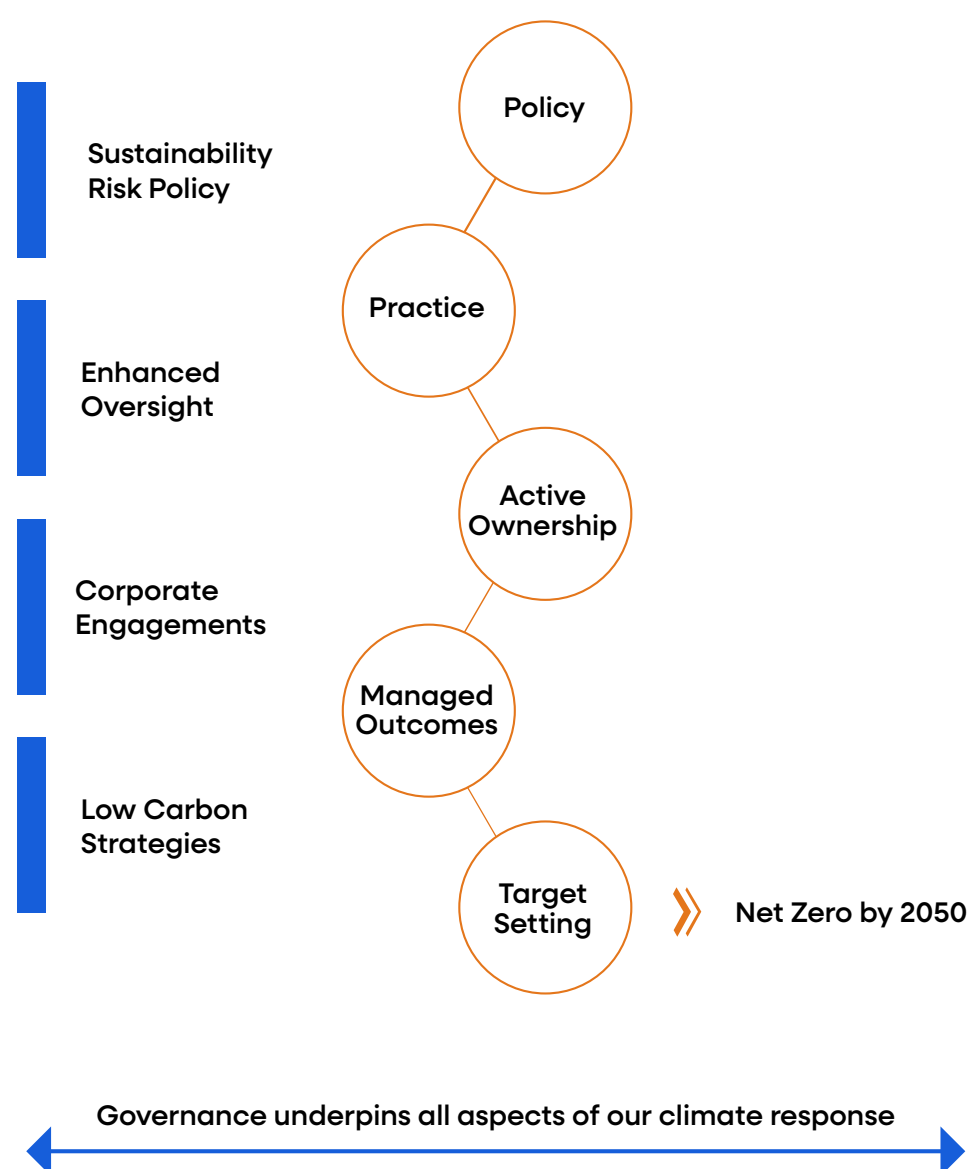 Policy
Sustainability
Risk Policy
Practice
Enhanced
Oversight
Active
Ownership
Corporate
Engagements
Managed
Outcomes
Low Carbon
Strategies
Target
Setting
Net Zero by 2050
Governance underpins all aspects of our climate response